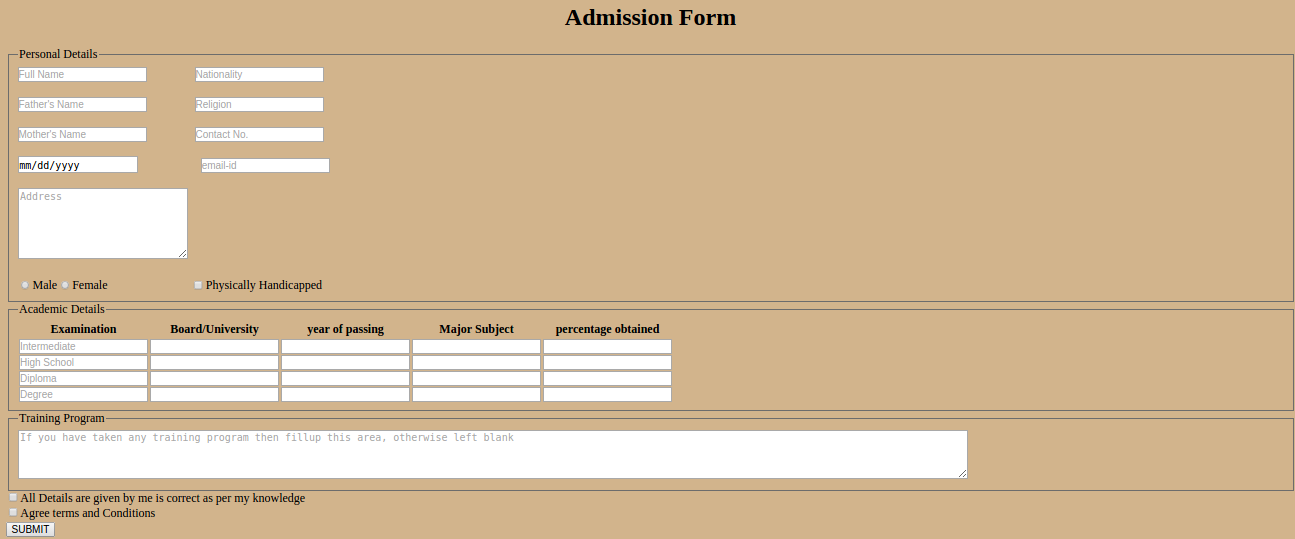 Admission Form
Personal Details
Full Name Nationality
Father's Name Religion
Mother's Name Contact No.
mm/dd/yyyy email-id
Address
Male Female Physically Handicapped
Academic Details
Examination Board/University year of passing Major Subject percentage obtained
Intermediate
High School
Diploma
Degree
Training Program
If you have taken any training program then fillup this area, otherwise left blank
All Details are given by me is correct as per my knowledge
Agree terms and Conditions
SUBMIT